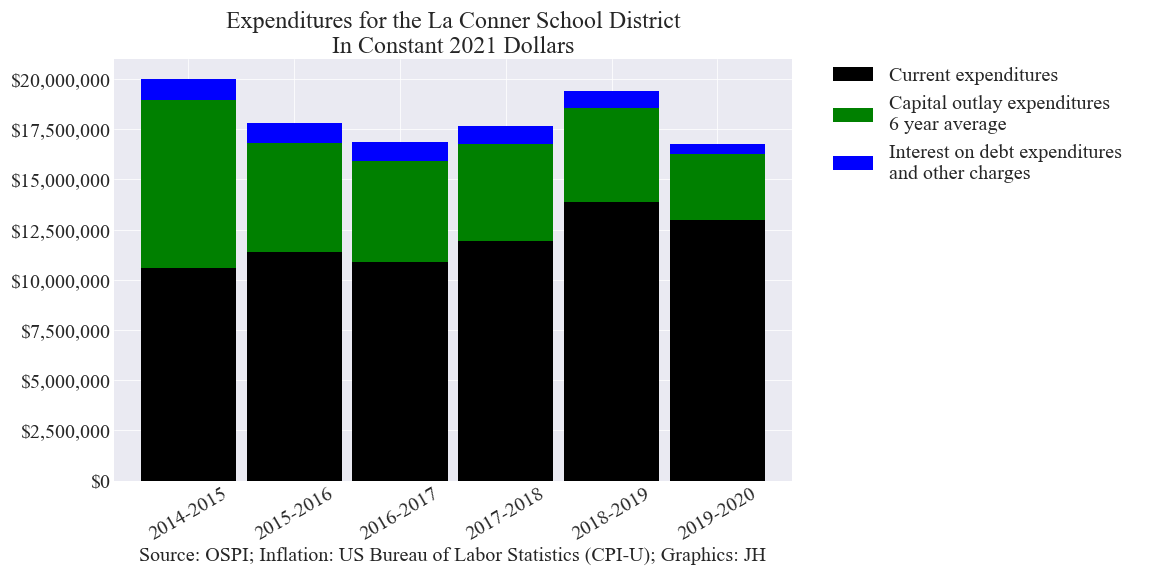 Expenditures for the La Conner School District
In Constant 2021 Dollars
$20,000,000
$17,500,000
$15,000,000
$12,500,000
$10,000,000
$7,500,000
$5,000,000
$2,500,000
$0
2014-2015
2015-2016
2016-2017
2017-2018
2018-2019
2019-2020
Source: OSPI; Inflation: US Bureau of Labor Statistics (CPI-U); Graphics: JH
Current expenditures
Capital outlay expenditures
6 year average
Interest on debt expenditures
and other charges